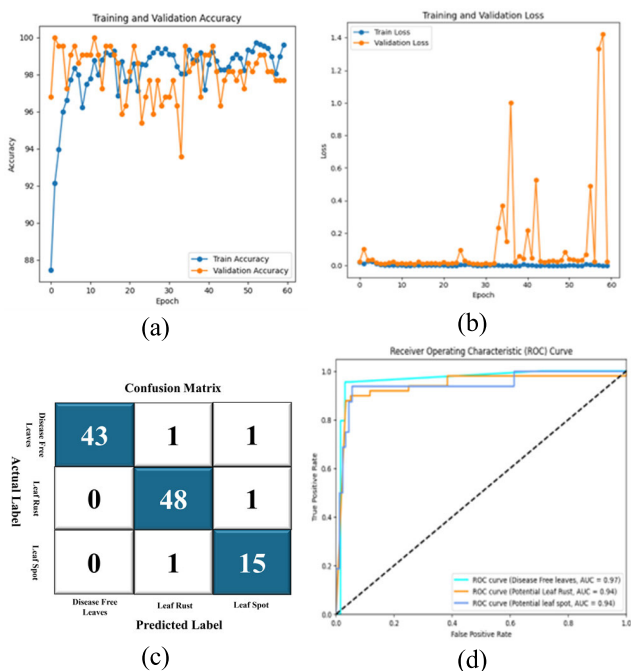 Training and Validation Accuracy
100
98
96
94
92
90
88
Accuracy
Train Accuracy
Validation Accuracy
0 10 20 30 40 50 60
Epoch
(a)
Training and Validation Loss
Train Loss
Validation Loss
1.4
1.2
1.0
0.8
0.6
0.4
0.2
0.0
Loss
0 10 20 30 40 50 60
Epoch
(b)
Confusion Matrix
Actual Label
Disease Free
Leaves
43 1 1
Leaf Rust
0 48 1
Leaf Spot
0 1 15
Disease Free
Leaves
Leaf Rust
Leaf Spot
Predicted Label
(c)
Receiver Operating Characteristic (ROC) Curve
1.0
0.8
0.6
0.4
0.2
0.0
True Positive Rate
ROC curve (Disease Free leaves, AUC = 0.97)
ROC curve (Potential Leaf Rust, AUC = 0.94)
ROC curve (Potential leaf spot, AUC = 0.94)
0.0 0.2 0.4 0.6 0.8 1.0
False Positive Rate
(d)